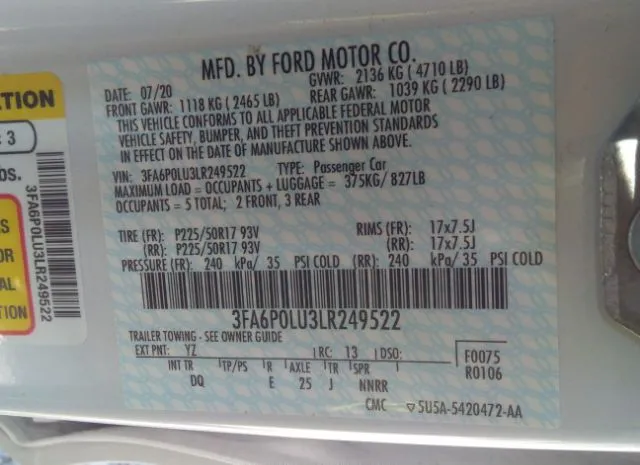 MFD. BY FORD MOTOR CO.
DATE: 07/20 GVWR: 2136 KG ( 4710 LB)
FRONT GAWR: 1118 KG ( 2465 LB) REAR GAWR: 1039 KG ( 2290 LB)
THIS VEHICLE CONFORMS TO ALL APPLICABLE FEDERAL MOTOR
VEHICLE SAFETY, BUMPER, AND THEFT PREVENTION STANDARDS
IN EFFECT ON THE DATE OF MANUFACTURE SHOWN ABOVE.
VIN: 3FA6P0LU3LR249522 TYPE: Passenger Car
MAXIMUM LOAD = OCCUPANTS + LUGGAGE = 375KG/ 827LB
OCCUPANTS = 5 TOTAL; 2 FRONT, 3 REAR
TIRE (FR): P225/50R17 93V RIMS (FR): 17x7.5J
(RR): P225/50R17 93V (RR): 17x7.5J
PRESSURE (FR): 240 kPa/ 35 PSI COLD (RR): 240 kPa/ 35 PSI COLD
3FA6P0LU3LR249522
TRAILER TOWING - SEE OWNER GUIDE
EXT PNT: YZ RC: 13 DSO: F0075
INT TR TP/PS R AXLE TR SPR R0106
DQ E 25 J NNRR
CMC ▽5U5A-5420472-AA
TION
3
os.
S
OR
AL
S
3FA6P0LU3LR249522